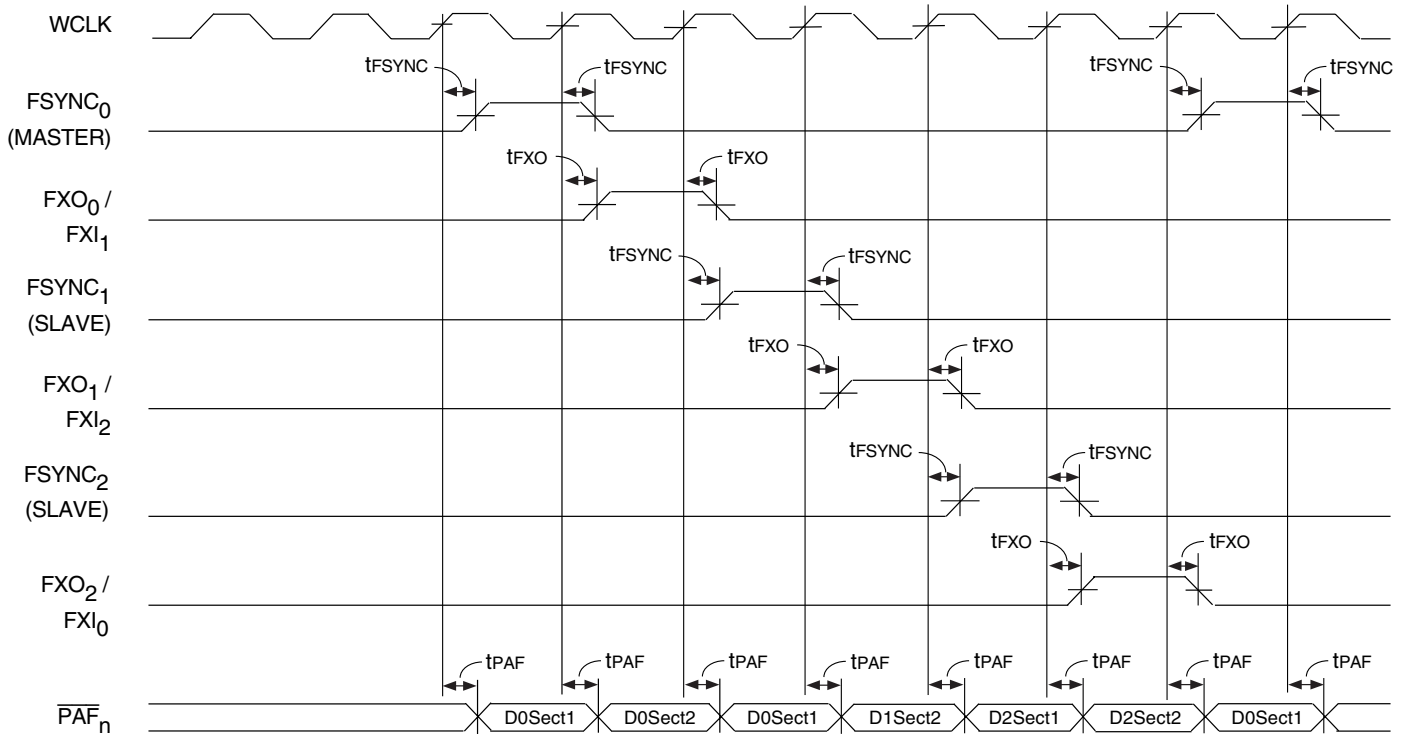 WCLK
tFSYNC tFSYNC tFSYNC tFSYNC
FSYNC0
(MASTER)
tFXO tFXO
FXO0 /
FXI1
tFSYNC tFSYNC
FSYNC1
(SLAVE)
tFXO tFXO
FXO1 /
FXI2
tFSYNC tFSYNC
FSYNC2
(SLAVE)
tFXO tFXO
FXO2 /
FXI0
tPAF tPAF tPAF tPAF tPAF tPAF tPAF tPAF
PAFn D0Sect1 D0Sect2 D0Sect1 D1Sect2 D2Sect1 D2Sect2 D0Sect1